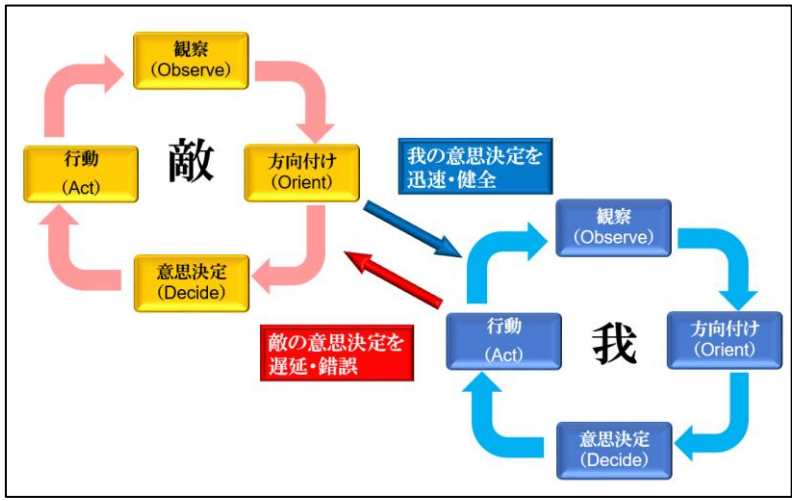 観察
(Observe)
行動
(Act)
敵
方向付け
(Orient)
意思決定
(Decide)
我の意思決定を
迅速・健全
敵の意思決定を
遅延・錯誤
観察
(Observe)
行動
(Act)
我
方向付け
(Orient)
意思決定
(Decide)